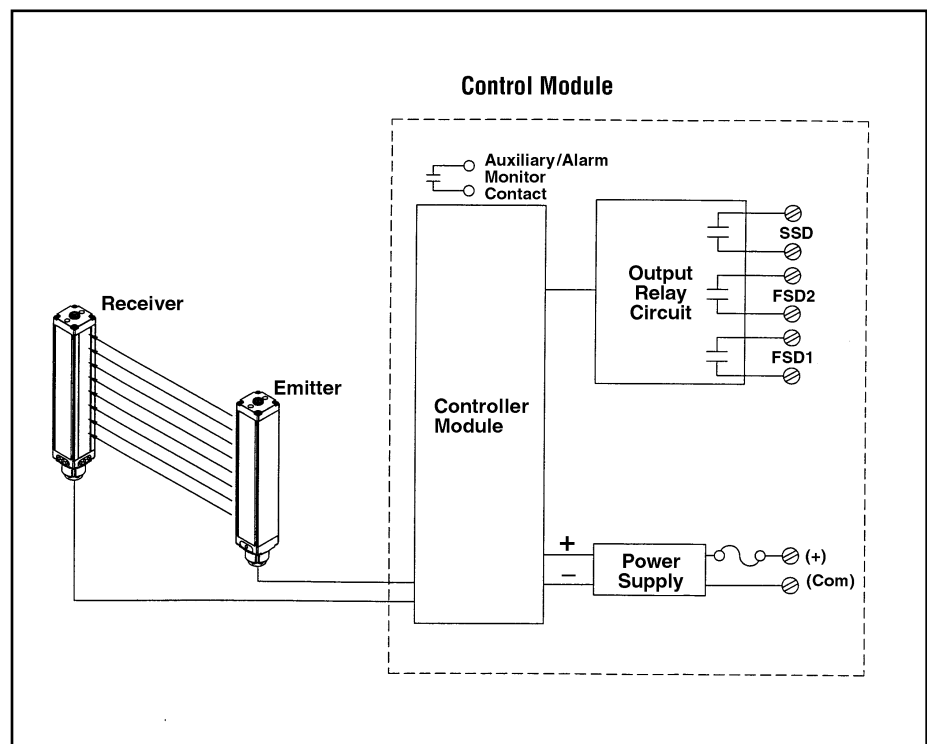 Control Module
Auxiliary/Alarm
Monitor
Contact
SSD
Output
Relay
Circuit
FSD2
FSD1
Receiver
Emitter
Controller
Module
+
−
Power
Supply
(+)
(Com)